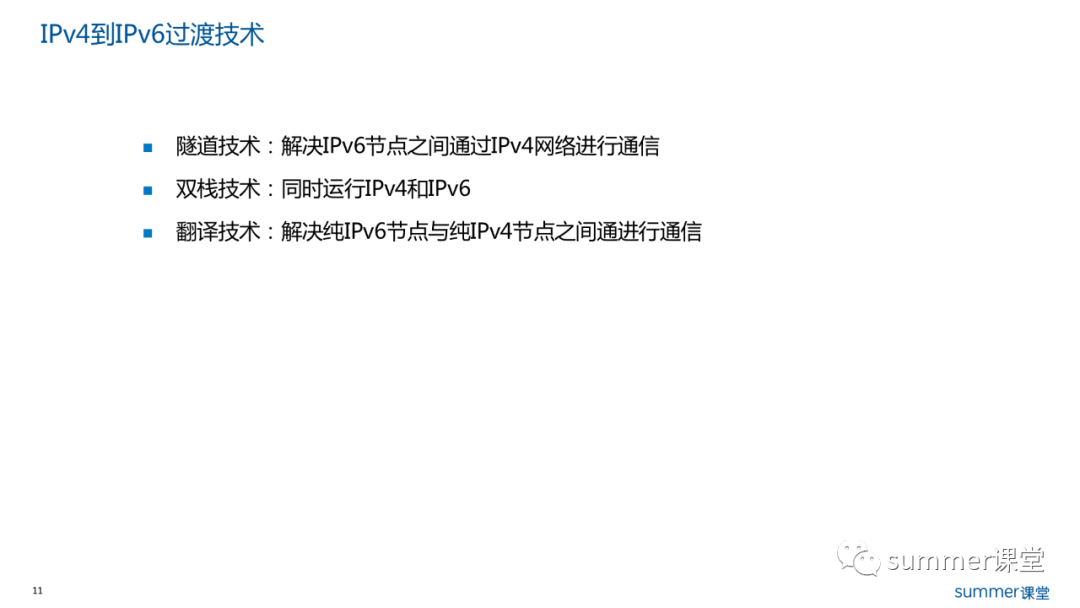 IPv4到IPv6过渡技术
隧道技术：解决IPv6节点之间通过IPv4网络进行通信
双栈技术：同时运行IPv4和IPv6
翻译技术：解决纯IPv6节点与纯IPv4节点之间通进行通信
summer课堂
11
summer课堂